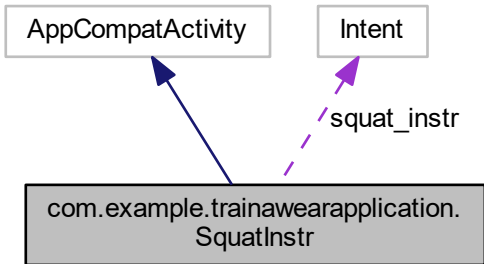 AppCompatActivity
Intent
squat_instr
com.example.trainawearapplication.
SquatInstr